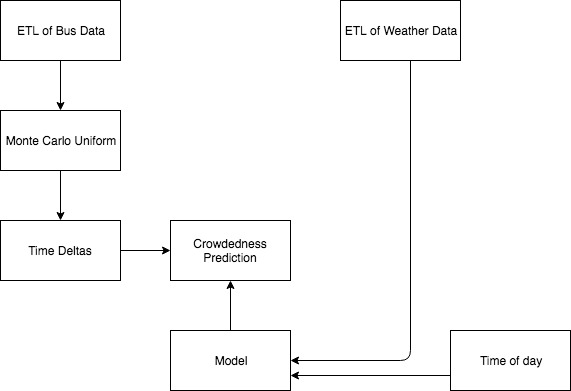 ETL of Bus Data
ETL of Weather Data
Monte Carlo Uniform
Time Deltas
Crowdedness
Prediction
Model
Time of day